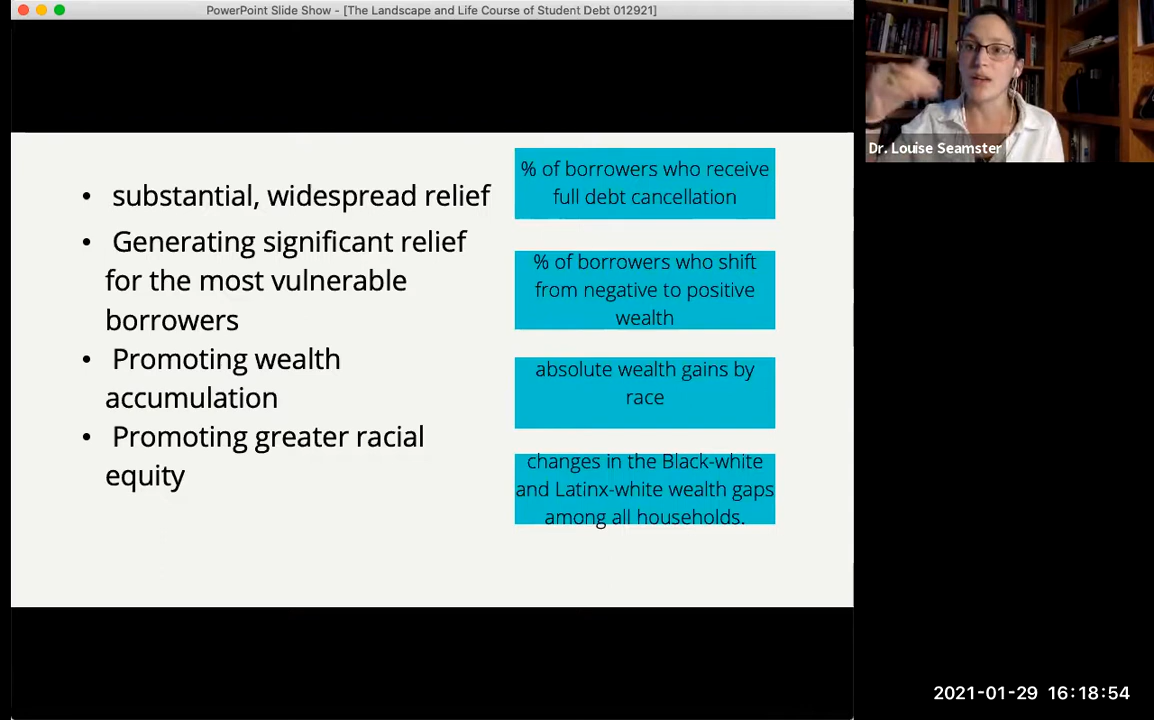 PowerPoint Slide Show - [The Landscape and Life Course of Student Debt 012921]
• substantial, widespread relief
• Generating significant relief
for the most vulnerable
borrowers
• Promoting wealth
accumulation
• Promoting greater racial
equity
% of borrowers who receive
full debt cancellation
% of borrowers who shift
from negative to positive
wealth
absolute wealth gains by
race
changes in the Black-white
and Latinx-white wealth gaps
among all households.
Dr. Louise Seamster
2021-01-29 16:18:54